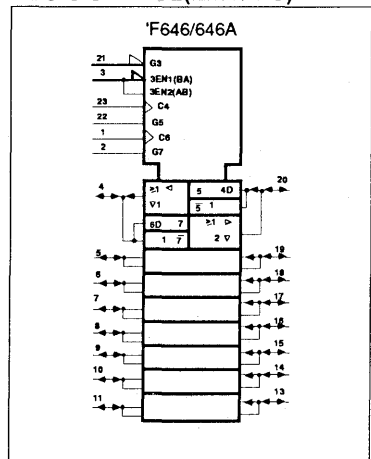 'F646/646A
21 G3
3 3EN1(BA)
3EN2(AB)
23 C4
22 G5
1 C6
2 G7
4 ≥1 ◁ 5 4D 20
▽1 5̅ 1
6D 7 ≥1 ▷
1 7̅ 2 ▽
5 19
6 18
7 17
8 16
9 15
10 14
11 13